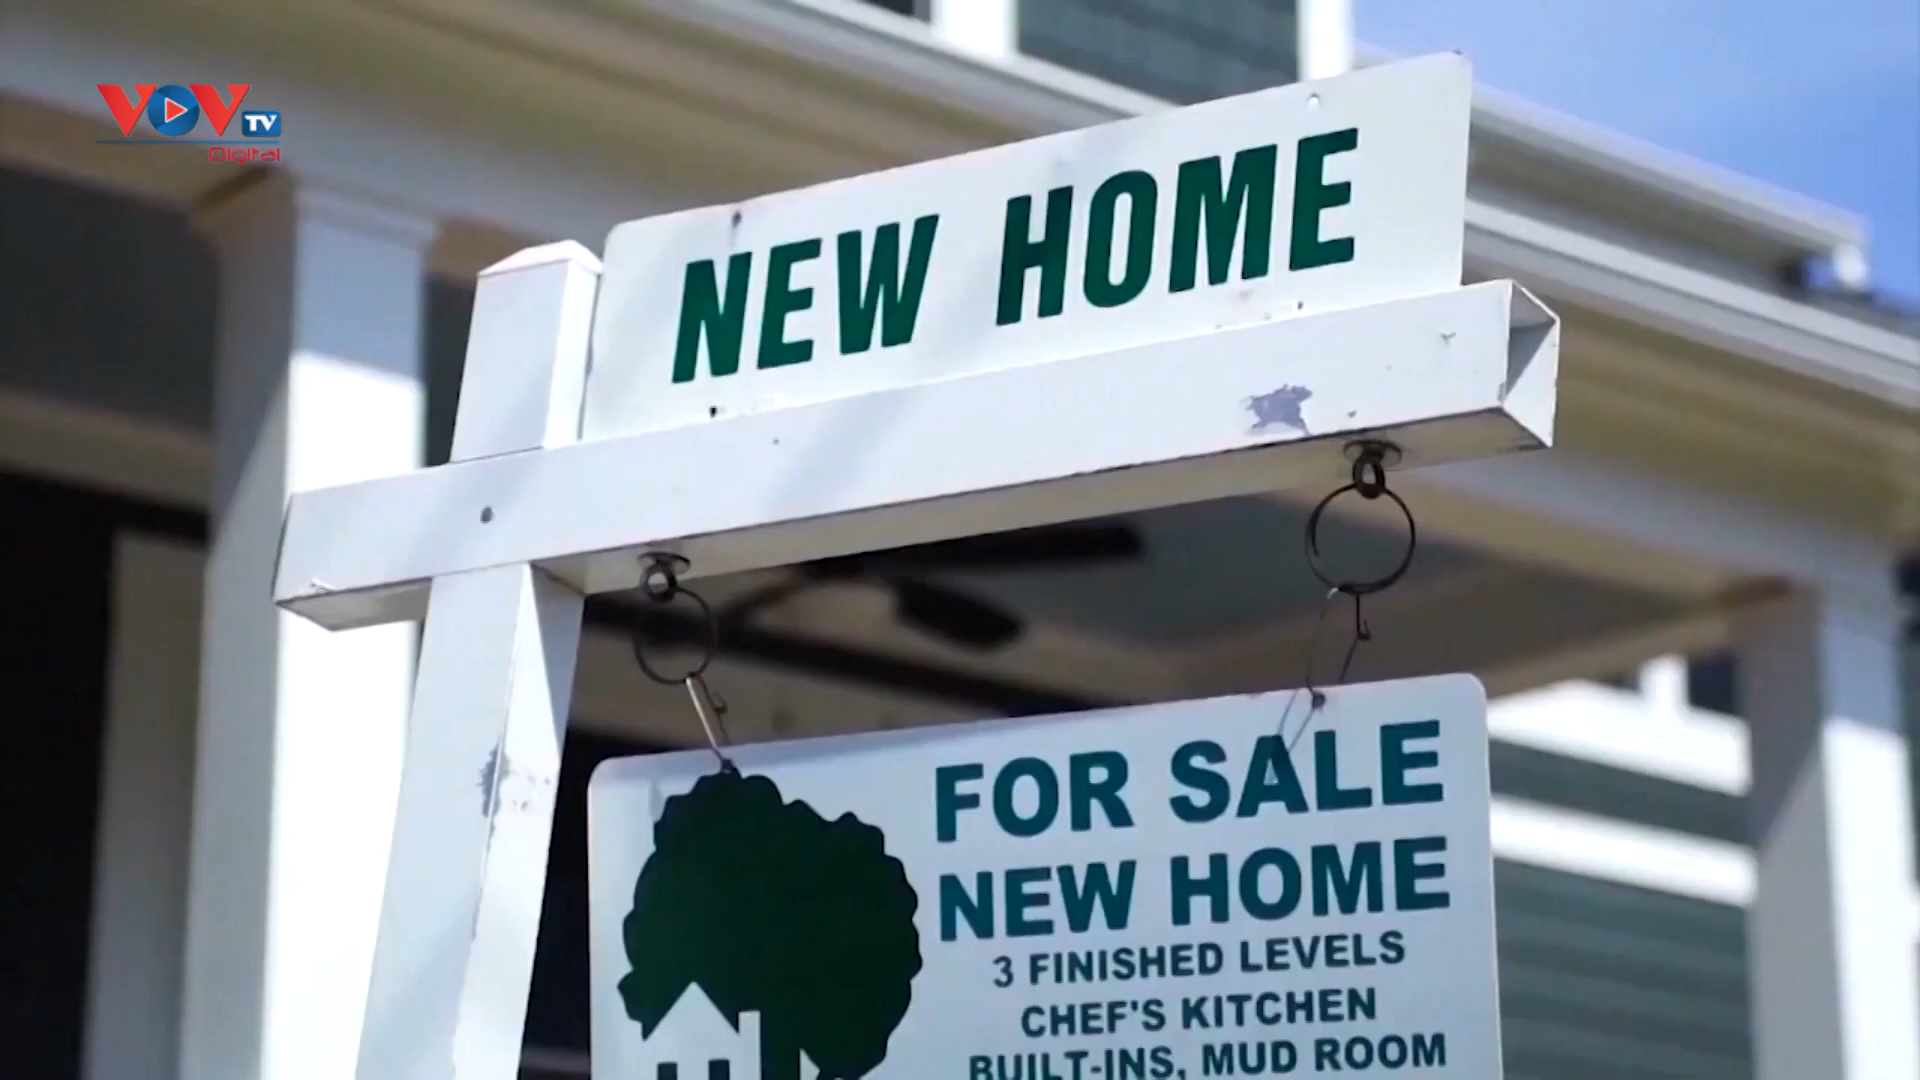 VOV TV
Digital
NEW HOME
FOR SALE
NEW HOME
3 FINISHED LEVELS
CHEF'S KITCHEN
BUILT-INS, MUD ROOM